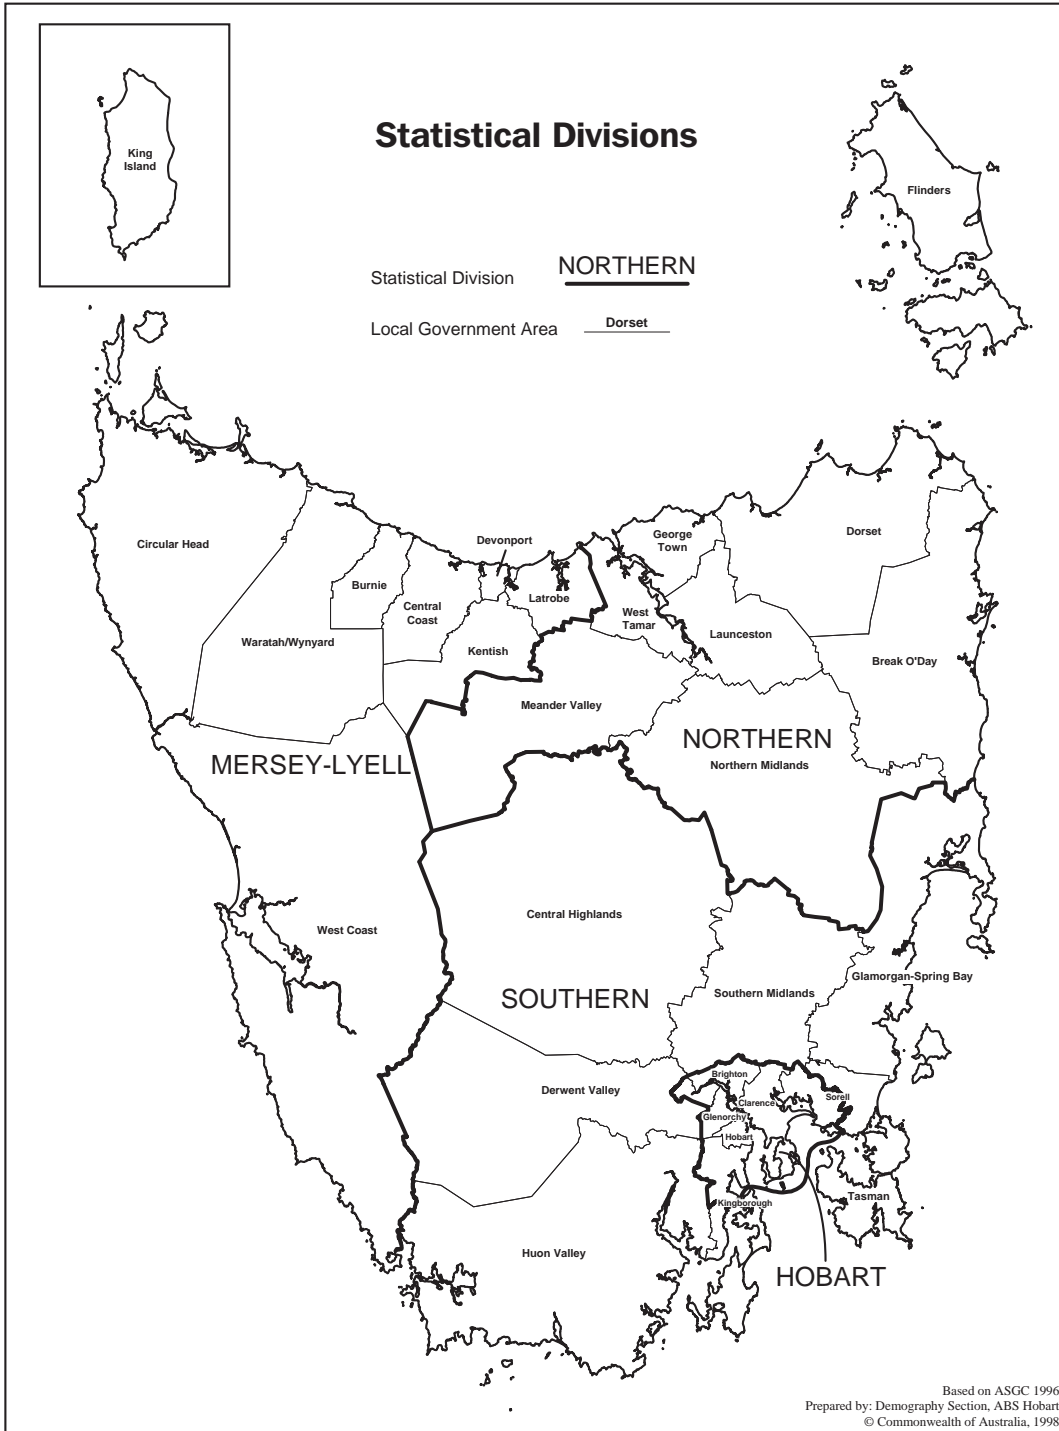 King
Island
Statistical Divisions
Flinders
Statistical Division
NORTHERN
Local Government Area
Dorset
Circular Head
Devonport
George
Town
Dorset
Burnie
Latrobe
Central
Coast
West
Tamar
Launceston
Waratah/Wynyard
Kentish
Break O'Day
Meander Valley
NORTHERN
MERSEY-LYELL
Northern Midlands
Central Highlands
West Coast
Glamorgan-Spring Bay
SOUTHERN
Southern Midlands
Brighton
Derwent Valley
Clarence
Sorell
Glenorchy
Hobart
Kingborough
Tasman
Huon Valley
HOBART
Based on ASGC 1996
Prepared by: Demography Section, ABS Hobart
© Commonwealth of Australia, 1998